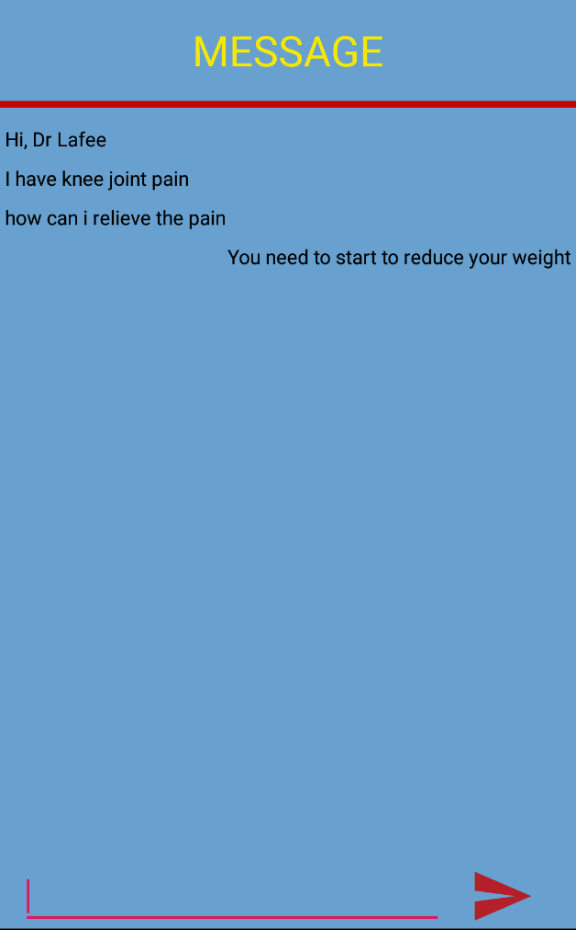 MESSAGE
Hi, Dr Lafee
I have knee joint pain
how can i relieve the pain
You need to start to reduce your weight